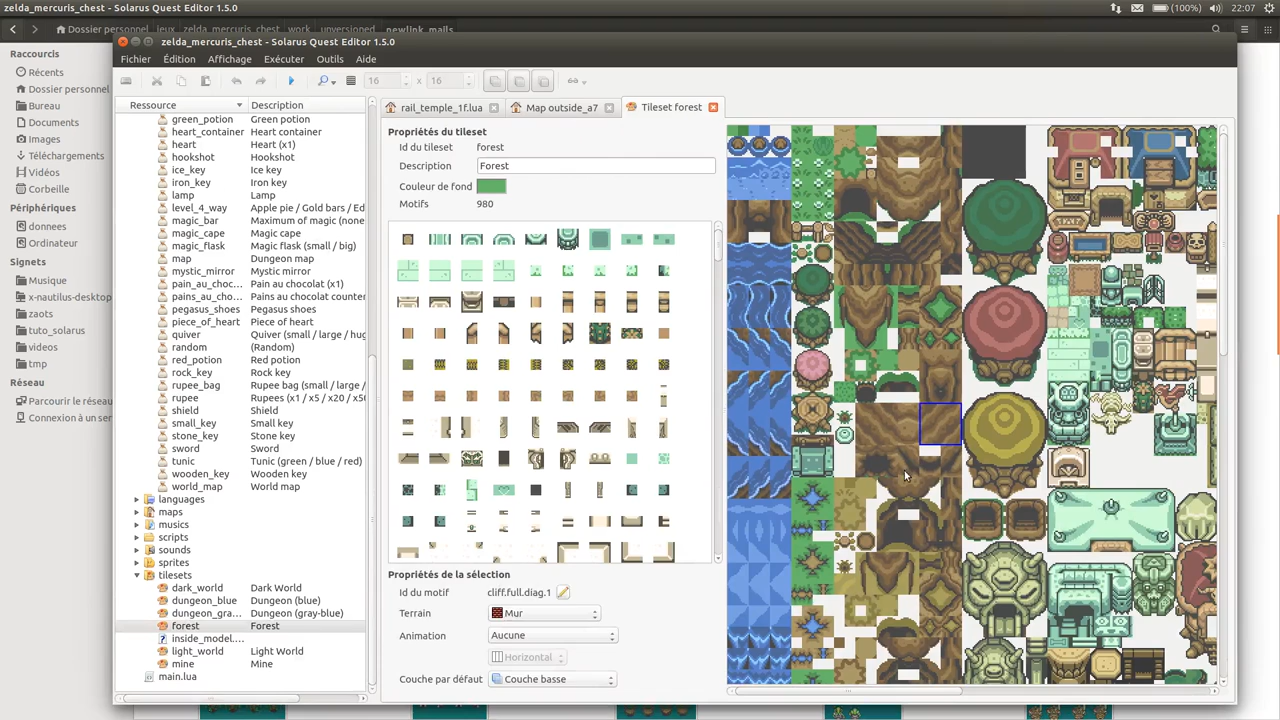 zelda_mercuris_chest - Solarus Quest Editor 1.5.0
(100%)
22:07
Dossier personnel
jeux
zelda_mercuris_chest
work
unversioned
newlink_mails
Raccourcis
Récents
Dossier personnel
Bureau
Documents
Images
Téléchargements
Vidéos
Corbeille
Périphériques
donnees
Ordinateur
Signets
Musique
x-nautilus-desktop
zaots
tuto_solarus
videos
tmp
Réseau
Parcourir le réseau
Connexion à un ser
zelda_mercuris_chest - Solarus Quest Editor 1.5.0
Fichier Édition Affichage Exécuter Outils Aide
16 x 16
Ressource Description
green_potion Green potion
heart_container Heart container
heart Heart (x1)
hookshot Hookshot
ice_key Ice key
iron_key Iron key
lamp Lamp
level_4_way Apple pie / Gold bars / Ed
magic_bar Maximum of magic (none
magic_cape Magic cape
magic_flask Magic flask (small / big)
map Dungeon map
mystic_mirror Mystic mirror
pain_au_choc... Pain au chocolat (x1)
pains_au_choc... Pains au chocolat counter
pegasus_shoes Pegasus shoes
piece_of_heart Piece of heart
quiver Quiver (small / large /
random (Random)
red_potion Red potion
rock_key Rock key
rupee_bag Rupee bag (small / large /
rupee Rupees (x1 / x5 / x20 / x50
shield Shield
small_key Small key
stone_key Stone key
sword Sword
tunic Tunic (green / blue / red)
wooden_key Wooden key
world_map World map
languages
maps
musics
scripts
sounds
sprites
tilesets
dark_world Dark World
dungeon_blue Dungeon (blue)
dungeon_gra... Dungeon (gray-blue)
forest Forest
inside_model....
light_world Light World
mine Mine
main.lua
rail_temple_1f.lua
Map outside_a7
Tileset forest
Propriétés du tileset
Id du tileset forest
Description Forest
Couleur de fond
Motifs 980
Propriétés de la sélection
Id du motif cliff.full.diag.1
Terrain Mur
Animation Aucune
Horizontal
Couche par défaut Couche basse